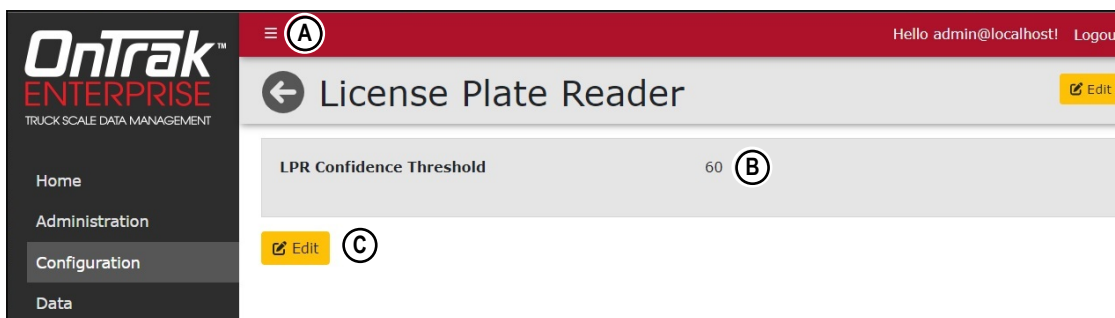 OnTrak™
ENTERPRISE
TRUCK SCALE DATA MANAGEMENT
Home
Administration
Configuration
Data
A
Hello admin@localhost! Logou
License Plate Reader
Edit
LPR Confidence Threshold 60 B
Edit C